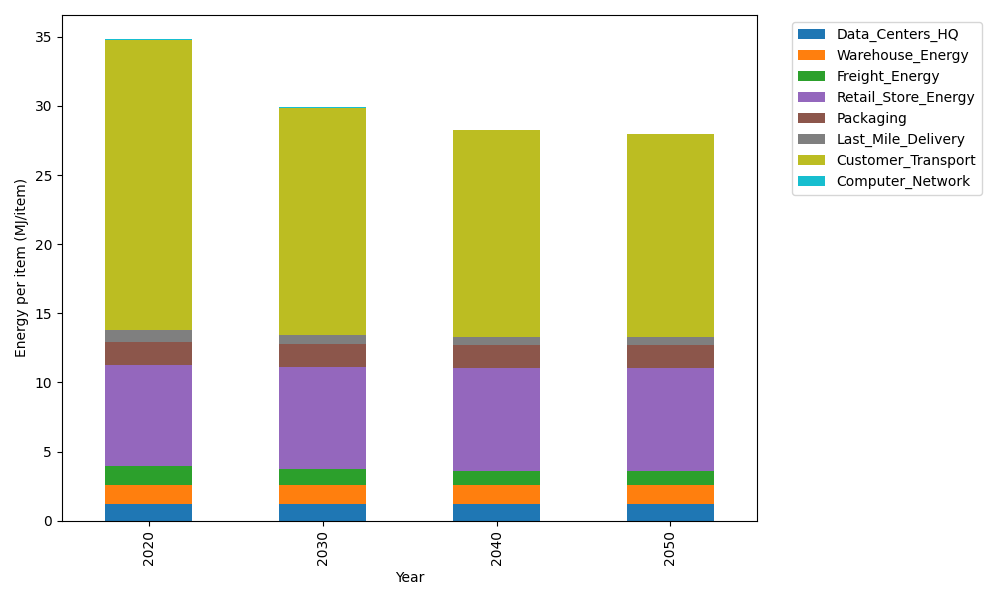 35
30
25
20
15
10
5
0
Energy per item (MJ/item)
2020
2030
2040
2050
Year
Data_Centers_HQ
Warehouse_Energy
Freight_Energy
Retail_Store_Energy
Packaging
Last_Mile_Delivery
Customer_Transport
Computer_Network